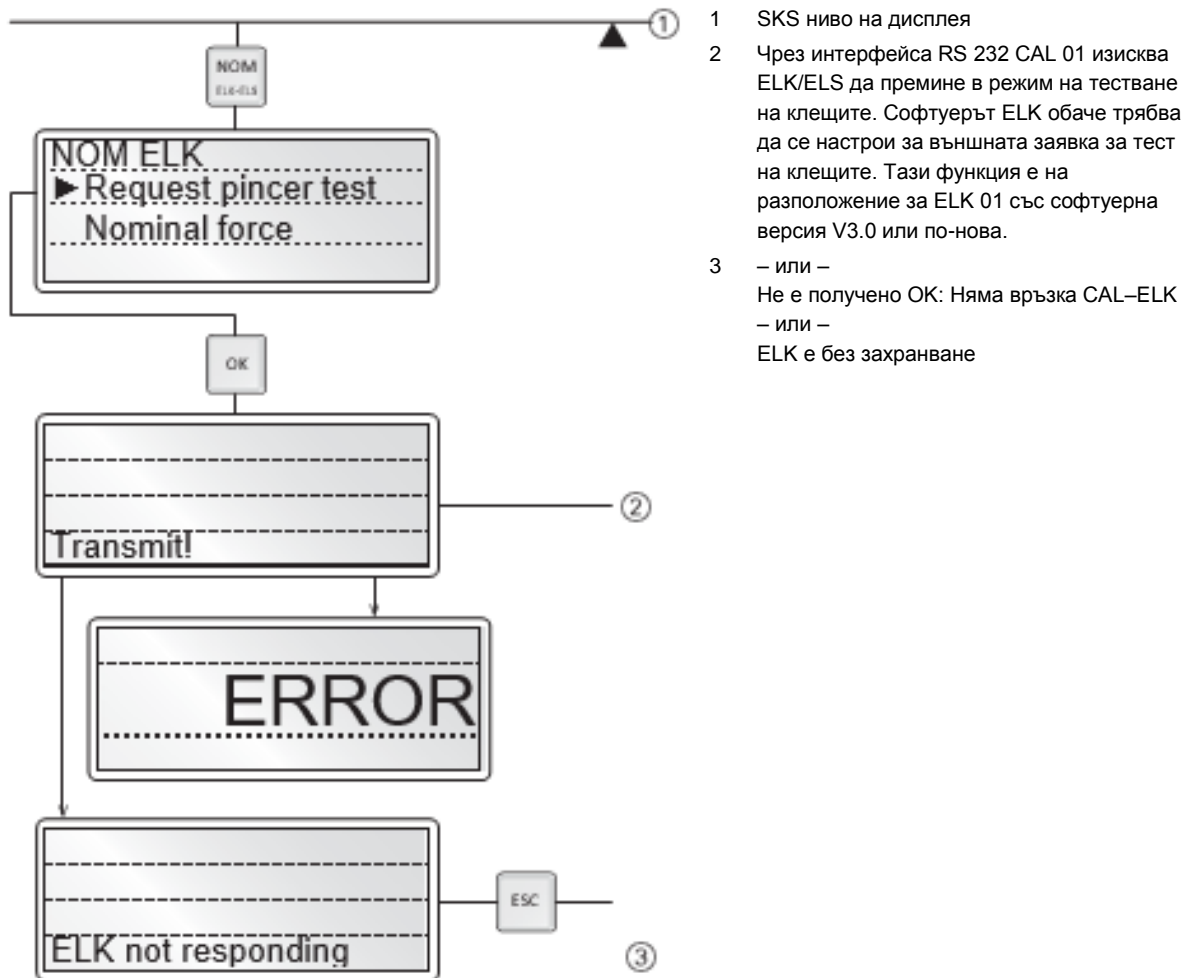 ①
NOM
ELK-ELS
NOM ELK
►Request pincer test
Nominal force
OK
Transmit!
②
ERROR
ELK not responding
ESC
③
1 SKS ниво на дисплея
2 Чрез интерфейса RS 232 CAL 01 изисква
ELK/ELS да премине в режим на тестване
на клещите. Софтуерът ELK обаче трябва
да се настрои за външната заявка за тест
на клещите. Тази функция е на
разположение за ELK 01 със софтуерна
версия V3.0 или по-нова.
3 – или –
Не е получено OK: Няма връзка CAL–ELK
– или –
ELK е без захранване